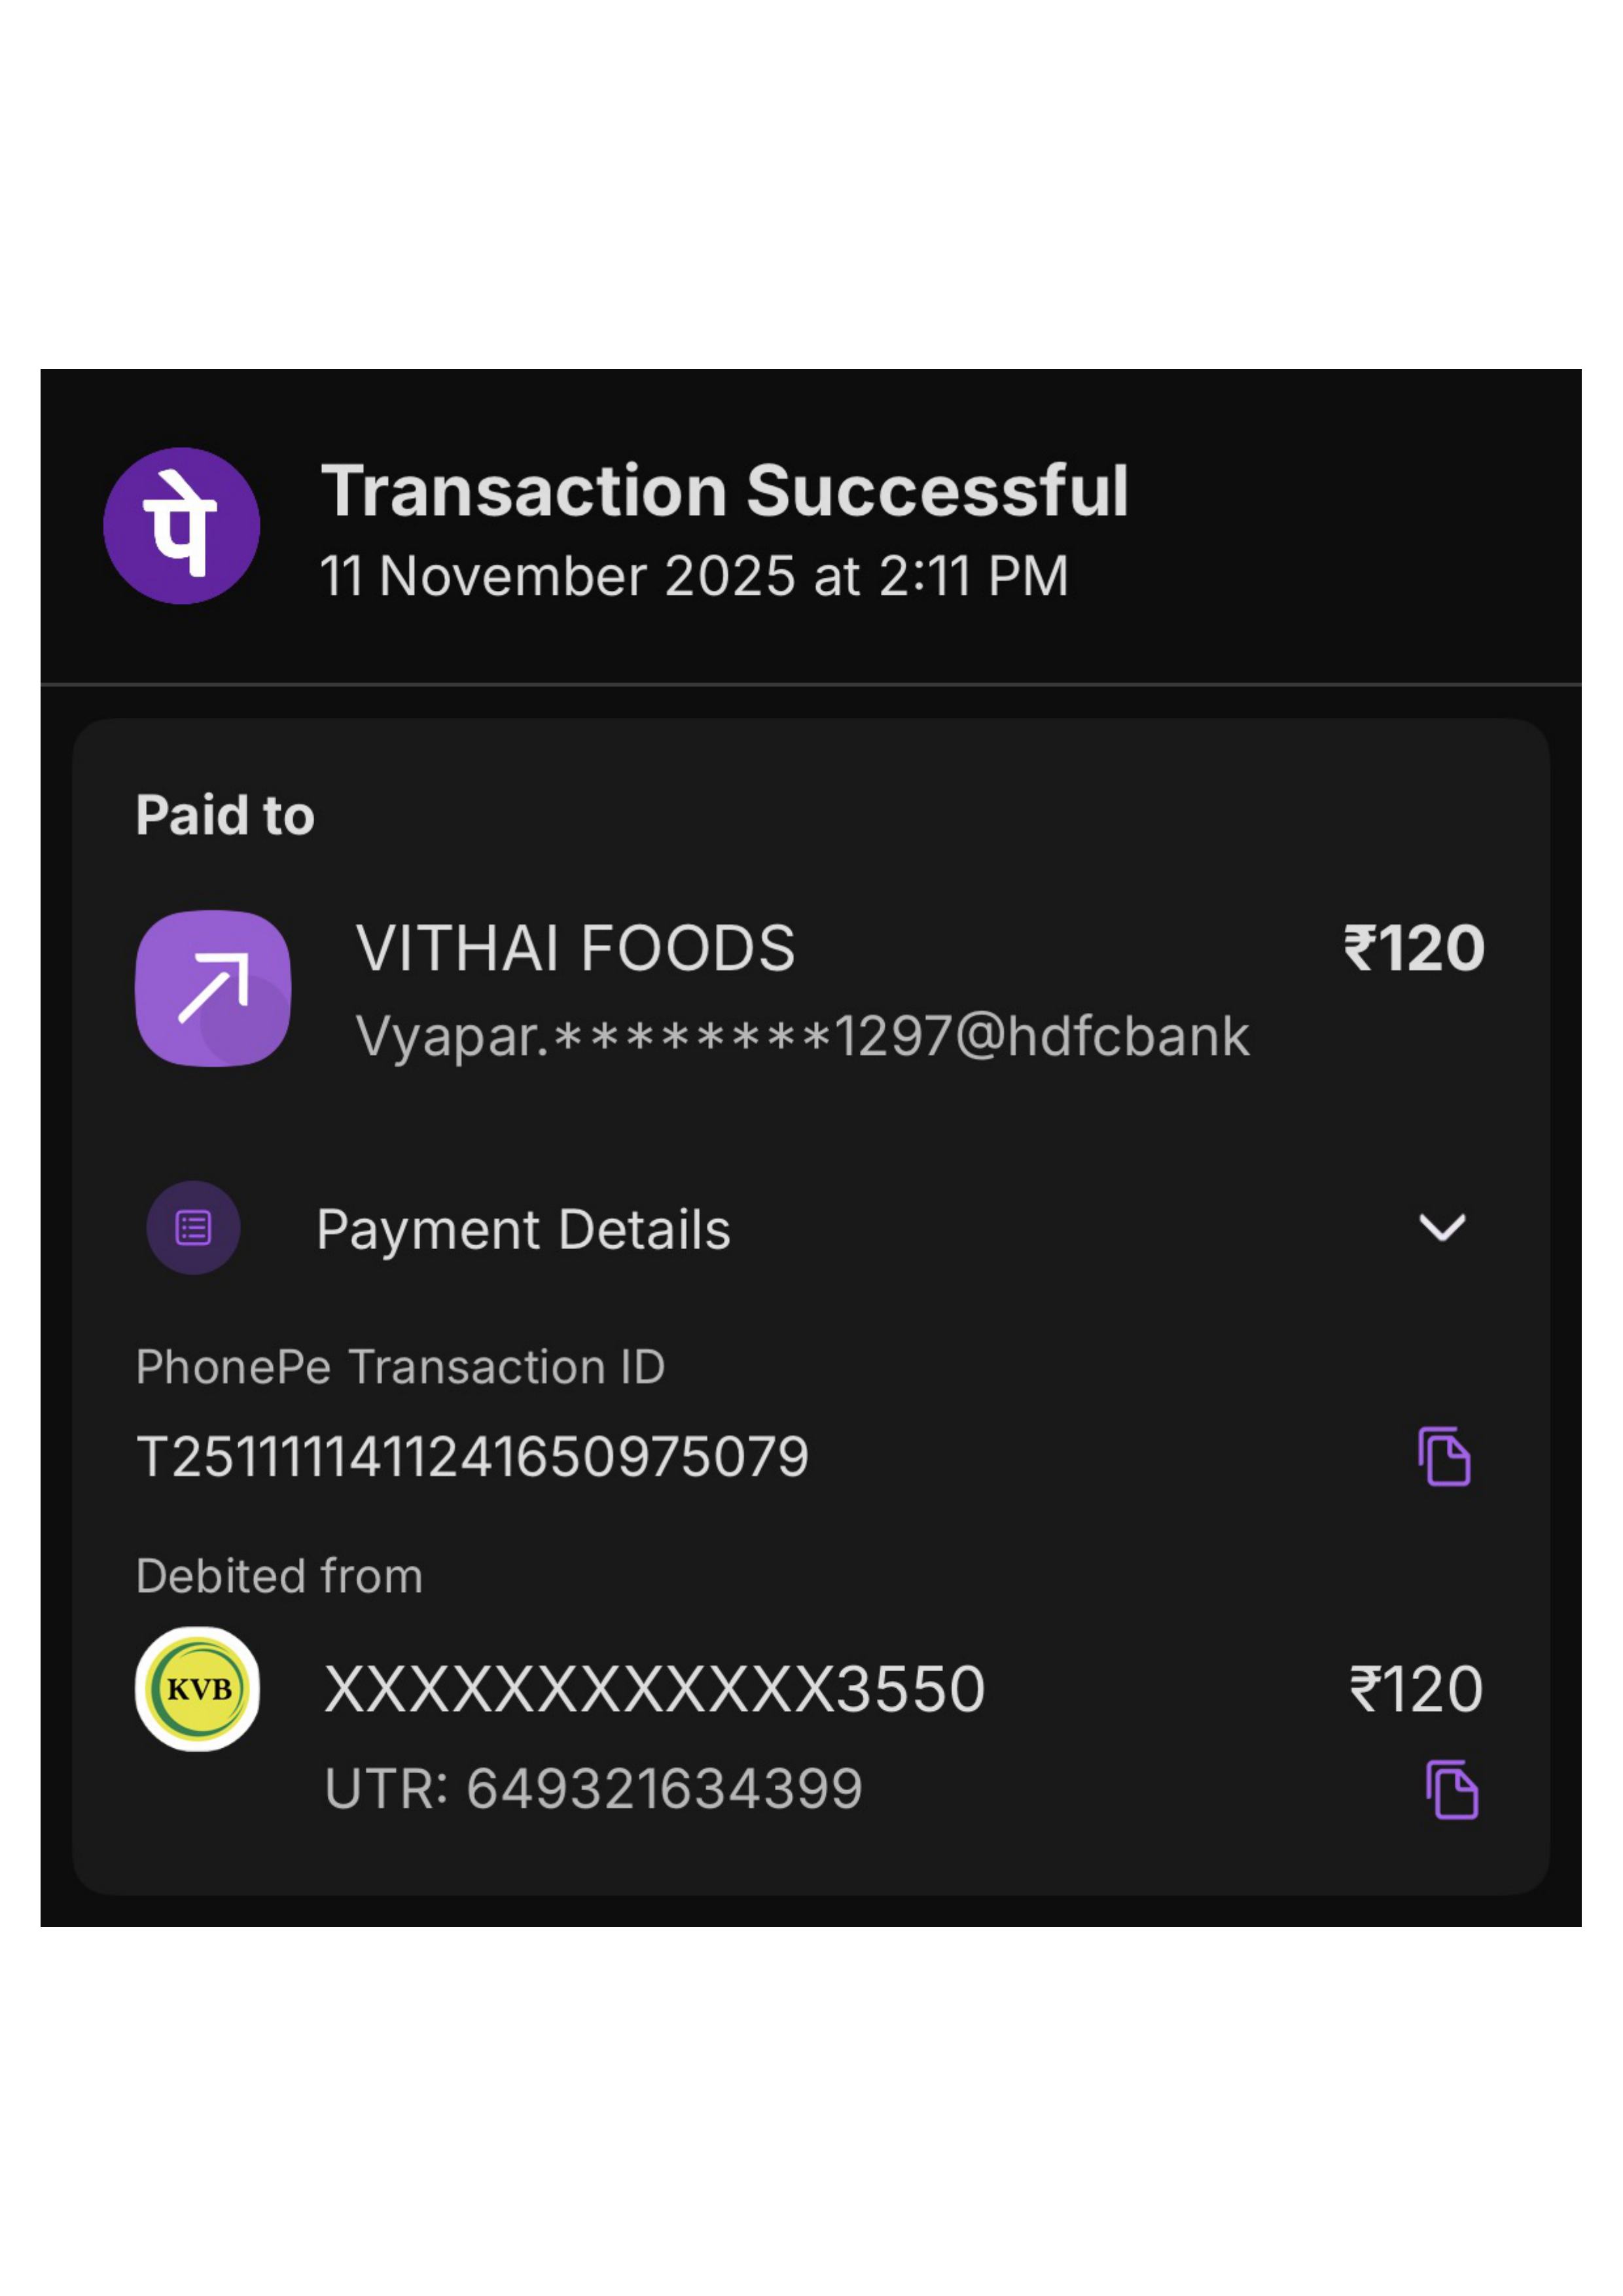 पे
Transaction Successful
11 November 2025 at 2:11 PM
Paid to
VITHAI FOODS
₹120
Vyapar.********1297@hdfcbank
Payment Details
PhonePe Transaction ID
T2511111411241650975079
Debited from
KVB
XXXXXXXXXXXX3550
₹120
UTR: 649321634399